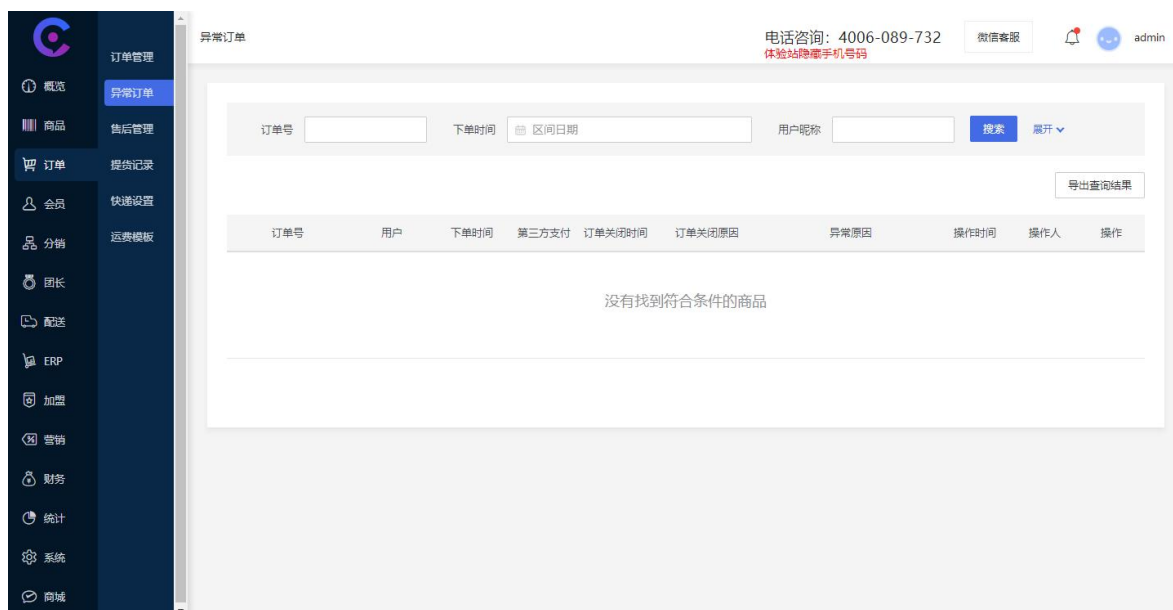 异常订单
电话咨询：4006-089-732
体验站隐藏手机号码
微信客服
admin
概览
商品
订单
会员
分销
团长
配送
ERP
加盟
营销
财务
统计
系统
商城
订单管理
异常订单
售后管理
提货记录
快递设置
运费模板
订单号 下单时间 区间日期 用户昵称 搜索 展开
导出查询结果
订单号 用户 下单时间 第三方支付 订单关闭时间 订单关闭原因 异常原因 操作时间 操作人 操作
没有找到符合条件的商品